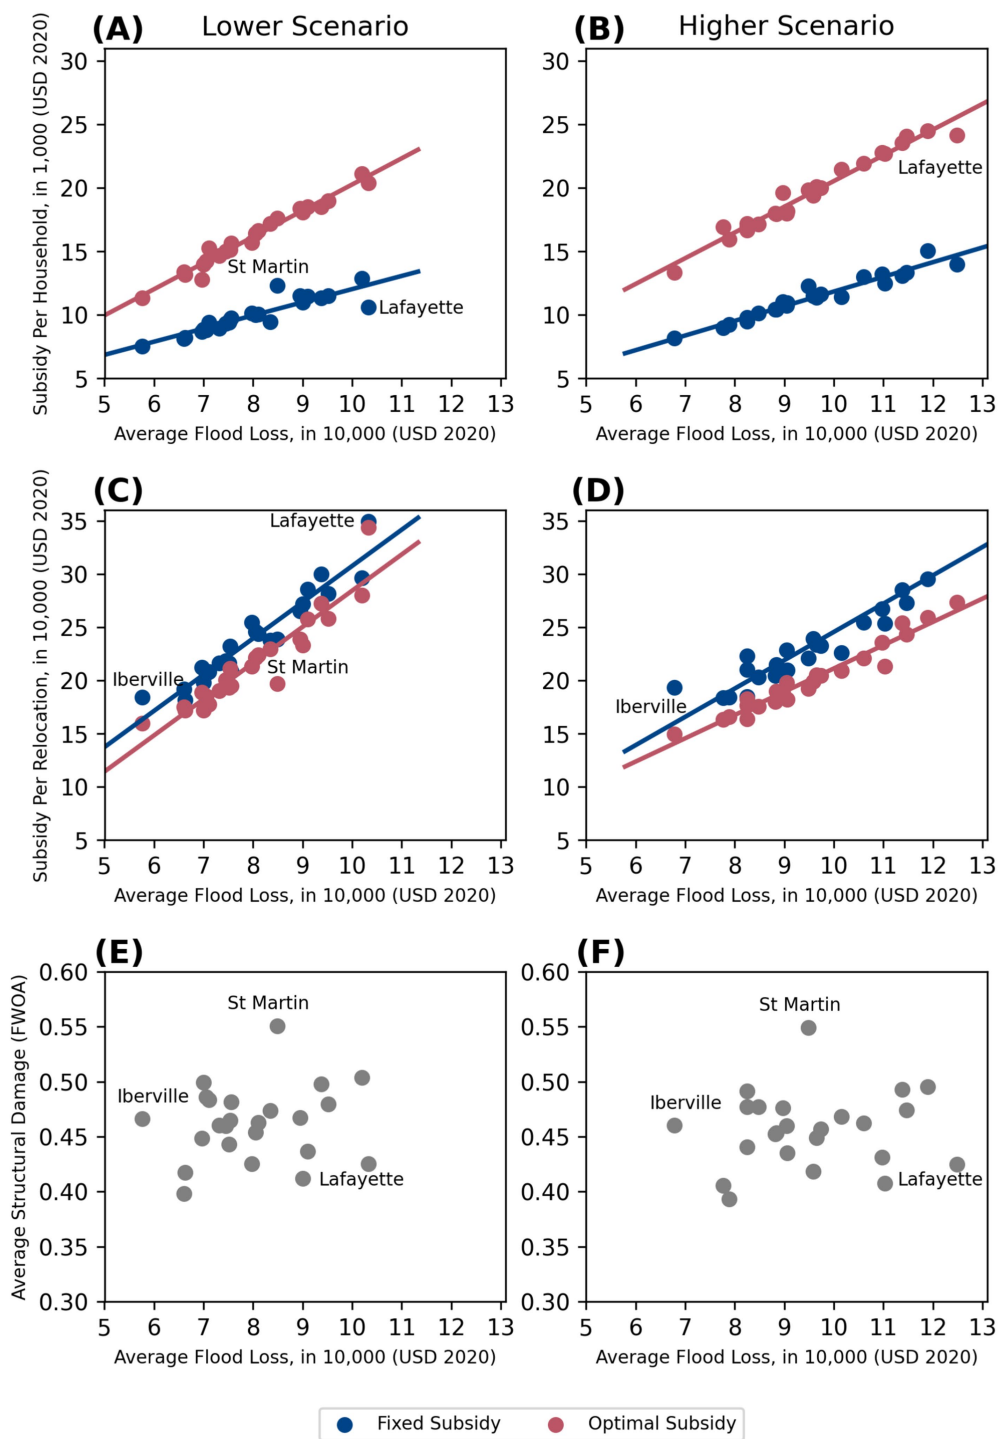 (A) Lower Scenario
(B) Higher Scenario
Subsidy Per Household, in 1,000 (USD 2020)
30
25
20
15
10
5
St Martin
Lafayette
5 6 7 8 9 10 11 12 13
Average Flood Loss, in 10,000 (USD 2020)
30
25
20
15
10
5
Lafayette
5 6 7 8 9 10 11 12 13
Average Flood Loss, in 10,000 (USD 2020)
(C)
Subsidy Per Relocation, in 10,000 (USD 2020)
35
30
25
20
15
10
5
Lafayette
St Martin
Iberville
5 6 7 8 9 10 11 12 13
Average Flood Loss, in 10,000 (USD 2020)
(D)
35
30
25
20
15
10
5
Iberville
5 6 7 8 9 10 11 12 13
Average Flood Loss, in 10,000 (USD 2020)
(E)
Average Structural Damage (FWOA)
0.60
0.55
0.50
0.45
0.40
0.35
0.30
St Martin
Iberville
Lafayette
5 6 7 8 9 10 11 12 13
Average Flood Loss, in 10,000 (USD 2020)
(F)
0.60
0.55
0.50
0.45
0.40
0.35
0.30
St Martin
Iberville
Lafayette
5 6 7 8 9 10 11 12 13
Average Flood Loss, in 10,000 (USD 2020)
Fixed Subsidy
Optimal Subsidy